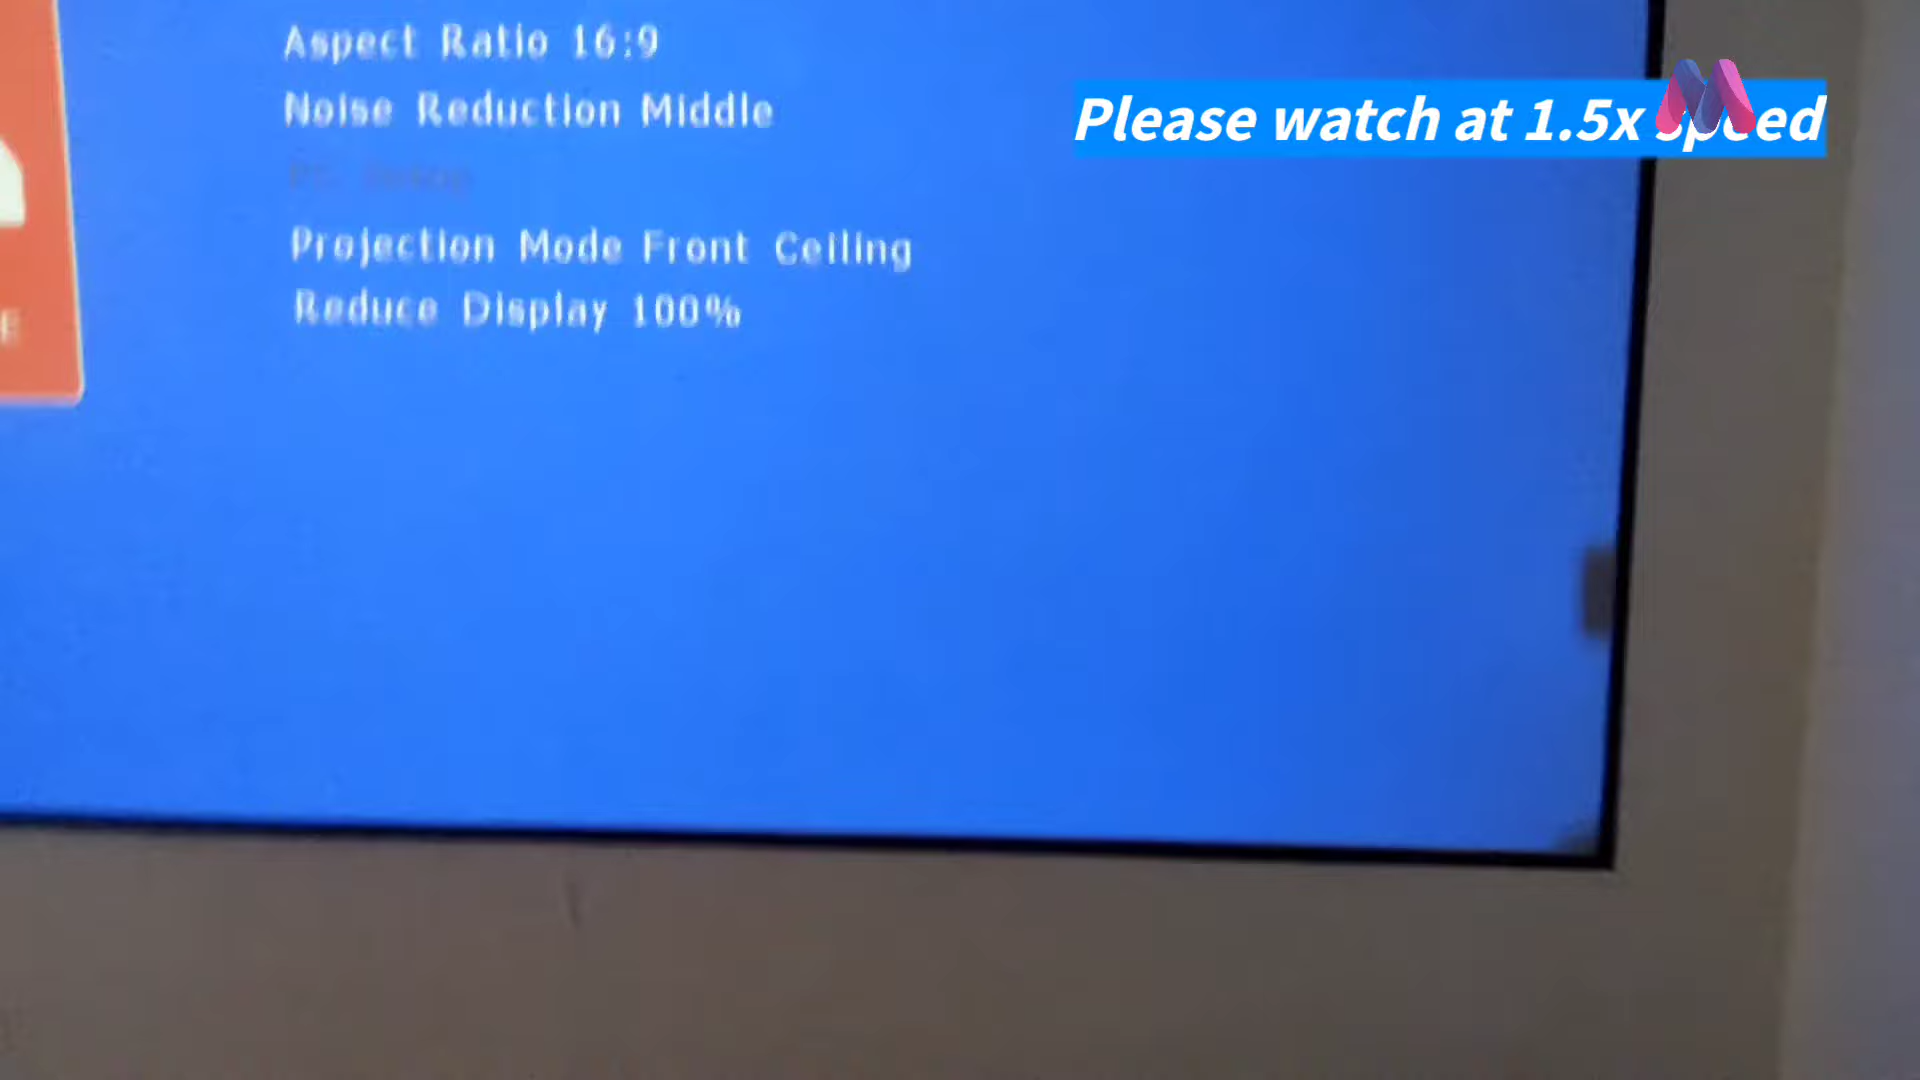 Aspect Ratio 16:9
Noise Reduction Middle
Please watch at 1.5x speed
Projection Mode Front Ceiling
Reduce Display 100%
E